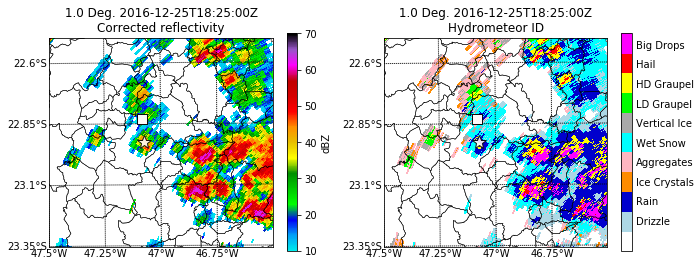 1.0 Deg. 2016-12-25T18:25:00Z
Corrected reflectivity
22.6°S
22.85°S
23.1°S
23.35°S
47.5°W
47.25°W
47.0°W
46.75°W
70
60
50
40
30
20
10
dBZ
1.0 Deg. 2016-12-25T18:25:00Z
Hydrometeor ID
22.6°S
22.85°S
23.1°S
23.35°S
47.5°W
47.25°W
47.0°W
46.75°W
Big Drops
Hail
HD Graupel
LD Graupel
Vertical Ice
Wet Snow
Aggregates
Ice Crystals
Rain
Drizzle